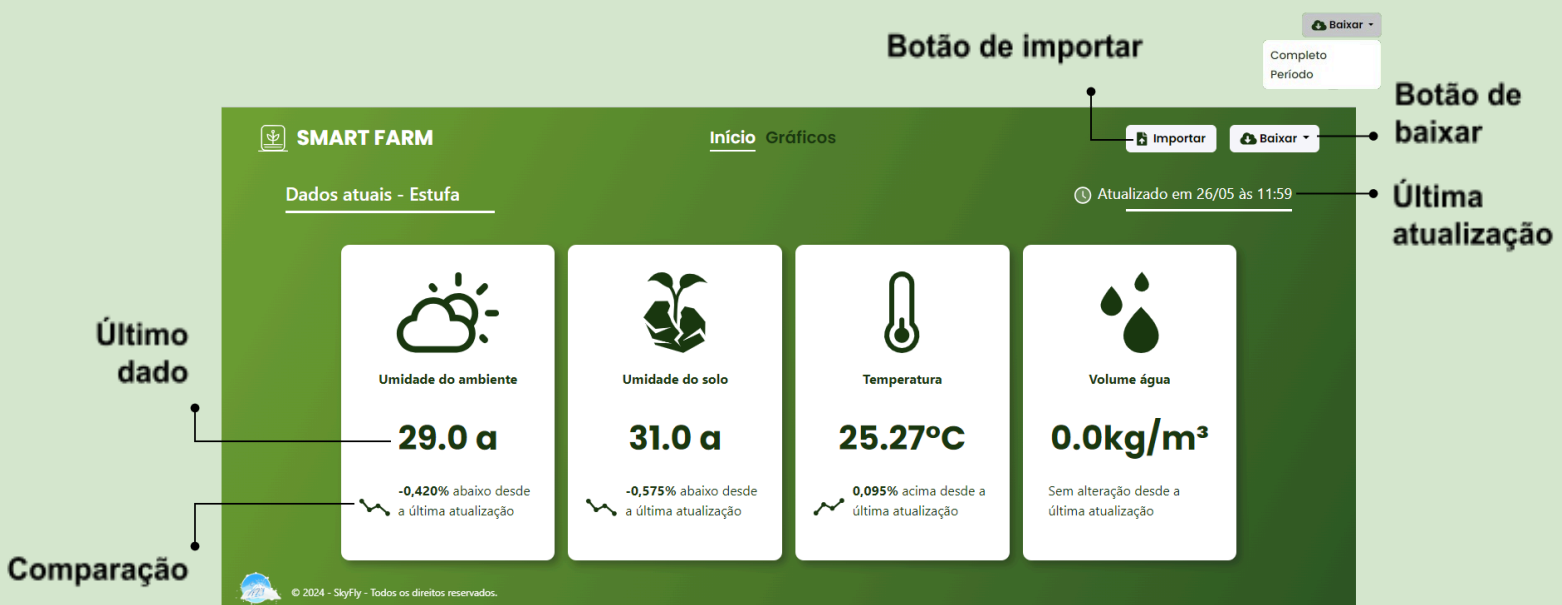 Baixar
Completo
Período
Botão de importar
Botão de
baixar
SMART FARM
Início Gráficos
Importar
Baixar
Dados atuais - Estufa
Atualizado em 26/05 às 11:59
Última
atualização
Último
dado
Comparação
Umidade do ambiente
29.0 a
-0,420% abaixo desde
a última atualização
Umidade do solo
31.0 a
-0,575% abaixo desde
a última atualização
Temperatura
25.27ºC
0,095% acima desde a
última atualização
Volume água
0.0kg/m³
Sem alteração desde a
última atualização
© 2024 - SkyFly - Todos os direitos reservados.